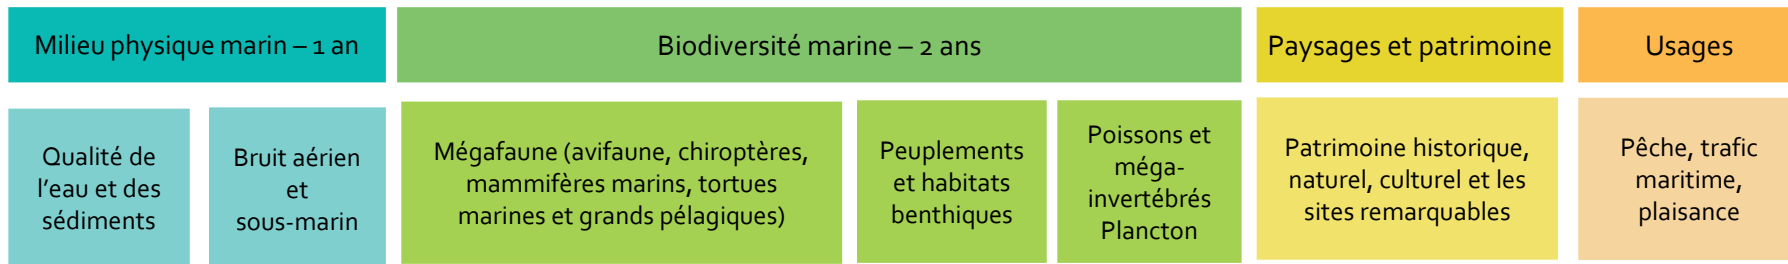 Milieu physique marin – 1 an
Biodiversité marine – 2 ans
Paysages et patrimoine
Usages
Qualité de
l'eau et des
sédiments
Bruit aérien
et
sous-marin
Mégafaune (avifaune, chiroptères,
mammifères marins, tortues
marines et grands pélagiques)
Peuplements
et habitats
benthiques
Poissons et
méga-
invertébrés
Plancton
Patrimoine historique,
naturel, culturel et les
sites remarquables
Pêche, trafic
maritime,
plaisance